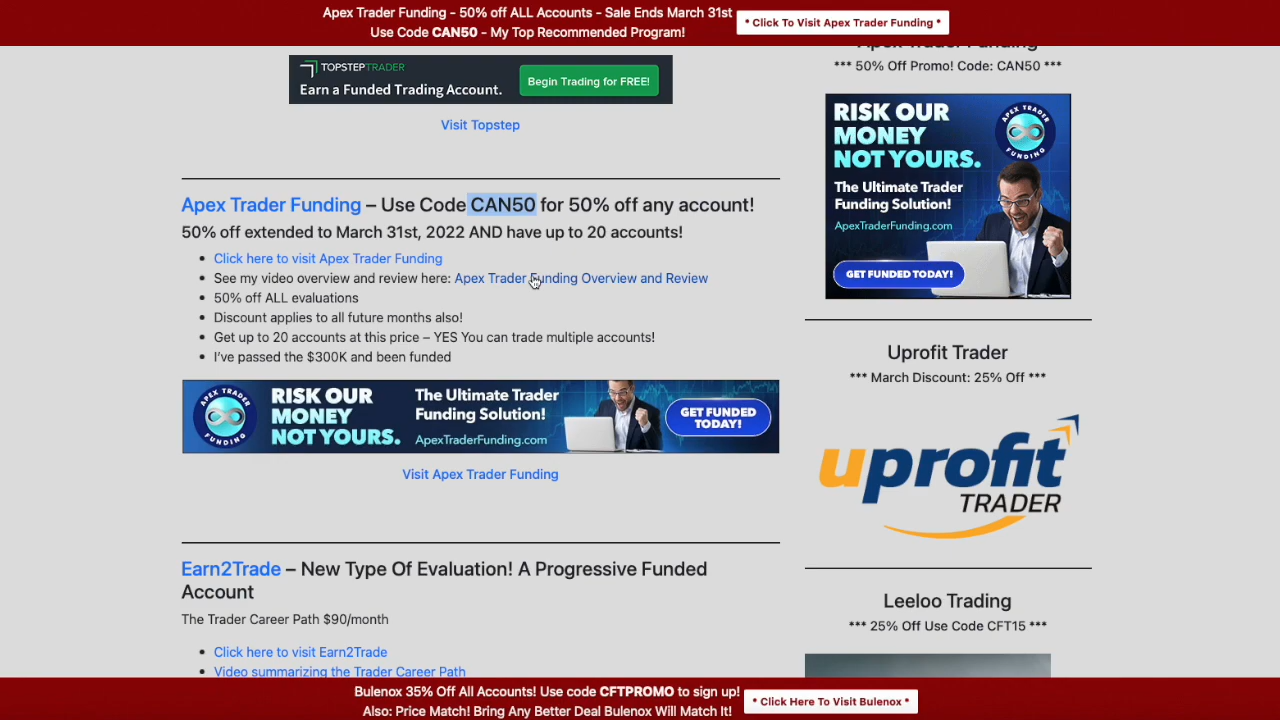 Apex Trader Funding - 50% off ALL Accounts - Sale Ends March 31st
Use Code CAN50 - My Top Recommended Program!
* Click To Visit Apex Trader Funding *
TOPSTEPTRADER
Earn a Funded Trading Account.
Begin Trading for FREE!
Visit Topstep
Apex Trader Funding – Use Code CAN50 for 50% off any account!
50% off extended to March 31st, 2022 AND have up to 20 accounts!
Click here to visit Apex Trader Funding
See my video overview and review here: Apex Trader Funding Overview and Review
50% off ALL evaluations
Discount applies to all future months also!
Get up to 20 accounts at this price – YES You can trade multiple accounts!
I've passed the $300K and been funded
APEX TRADER
FUNDING
RISK OUR
MONEY
NOT YOURS.
The Ultimate Trader
Funding Solution!
ApexTraderFunding.com
GET FUNDED
TODAY!
Visit Apex Trader Funding
Earn2Trade – New Type Of Evaluation! A Progressive Funded
Account
The Trader Career Path $90/month
Click here to visit Earn2Trade
Video summarizing the Trader Career Path
Apex Trader Funding
*** 50% Off Promo! Code: CAN50 ***
RISK OUR
MONEY
NOT YOURS.
APEX TRADER
FUNDING
The Ultimate Trader
Funding Solution!
ApexTraderFunding.com
GET FUNDED TODAY!
Uprofit Trader
*** March Discount: 25% Off ***
uprofit
TRADER
Leeloo Trading
*** 25% Off Use Code CFT15 ***
Bulenox 35% Off All Accounts! Use code CFTPROMO to sign up!
Also: Price Match! Bring Any Better Deal Bulenox Will Match It!
* Click Here To Visit Bulenox *